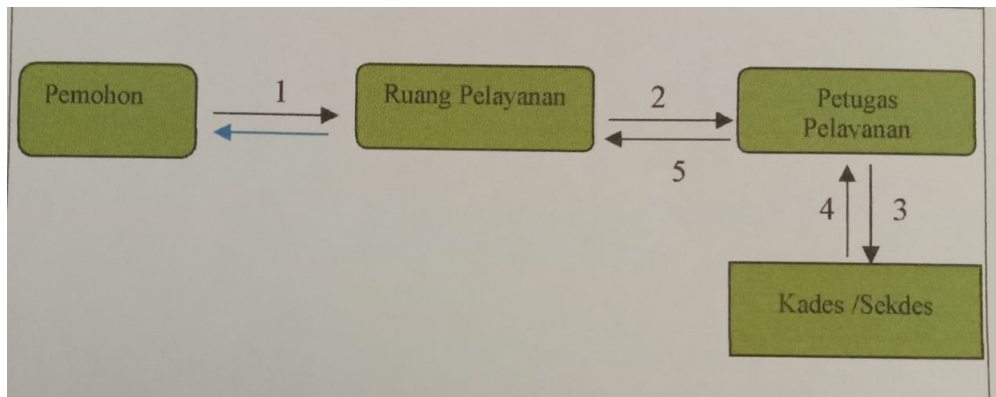 Pemohon
1
Ruang Pelayanan
2
5
Petugas
Pelayanan
4
3
Kades /Sekdes